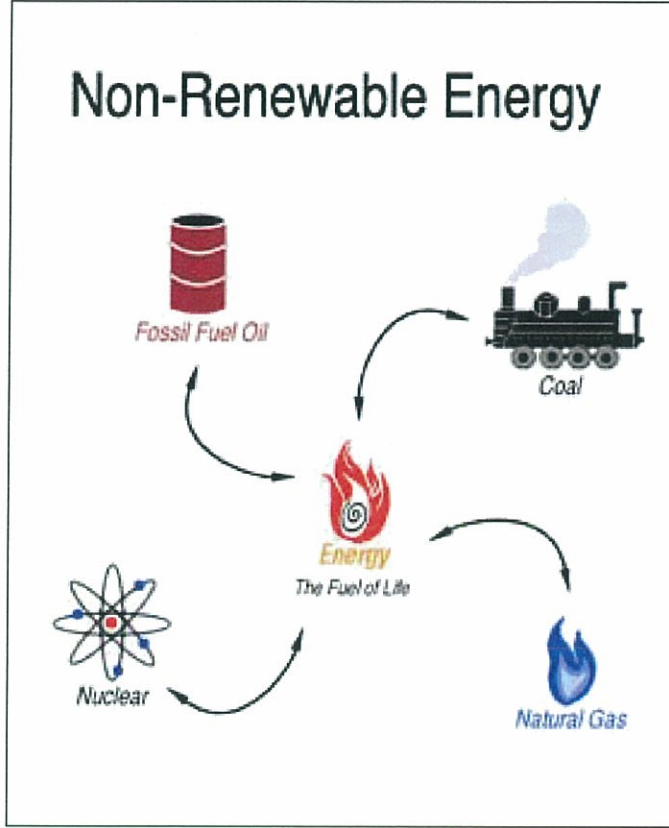 Non-Renewable Energy
Fossil Fuel Oil
Coal
Energy
The Fuel of Life
Nuclear
Natural Gas